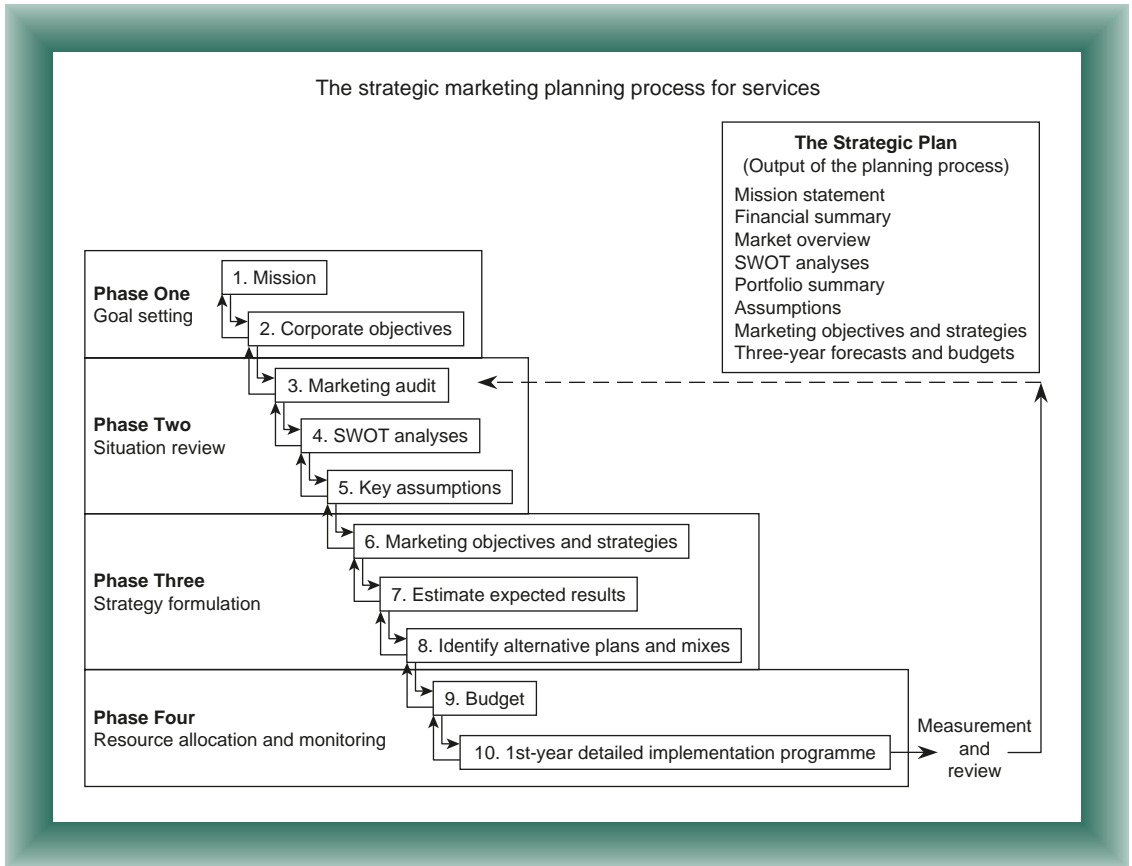 The strategic marketing planning process for services
The Strategic Plan
(Output of the planning process)
Mission statement
Financial summary
Market overview
SWOT analyses
Portfolio summary
Assumptions
Marketing objectives and strategies
Three-year forecasts and budgets
Phase One
Goal setting
1. Mission
2. Corporate objectives
Phase Two
Situation review
3. Marketing audit
4. SWOT analyses
5. Key assumptions
Phase Three
Strategy formulation
6. Marketing objectives and strategies
7. Estimate expected results
8. Identify alternative plans and mixes
Phase Four
Resource allocation and monitoring
9. Budget
10. 1st-year detailed implementation programme
Measurement
and
review